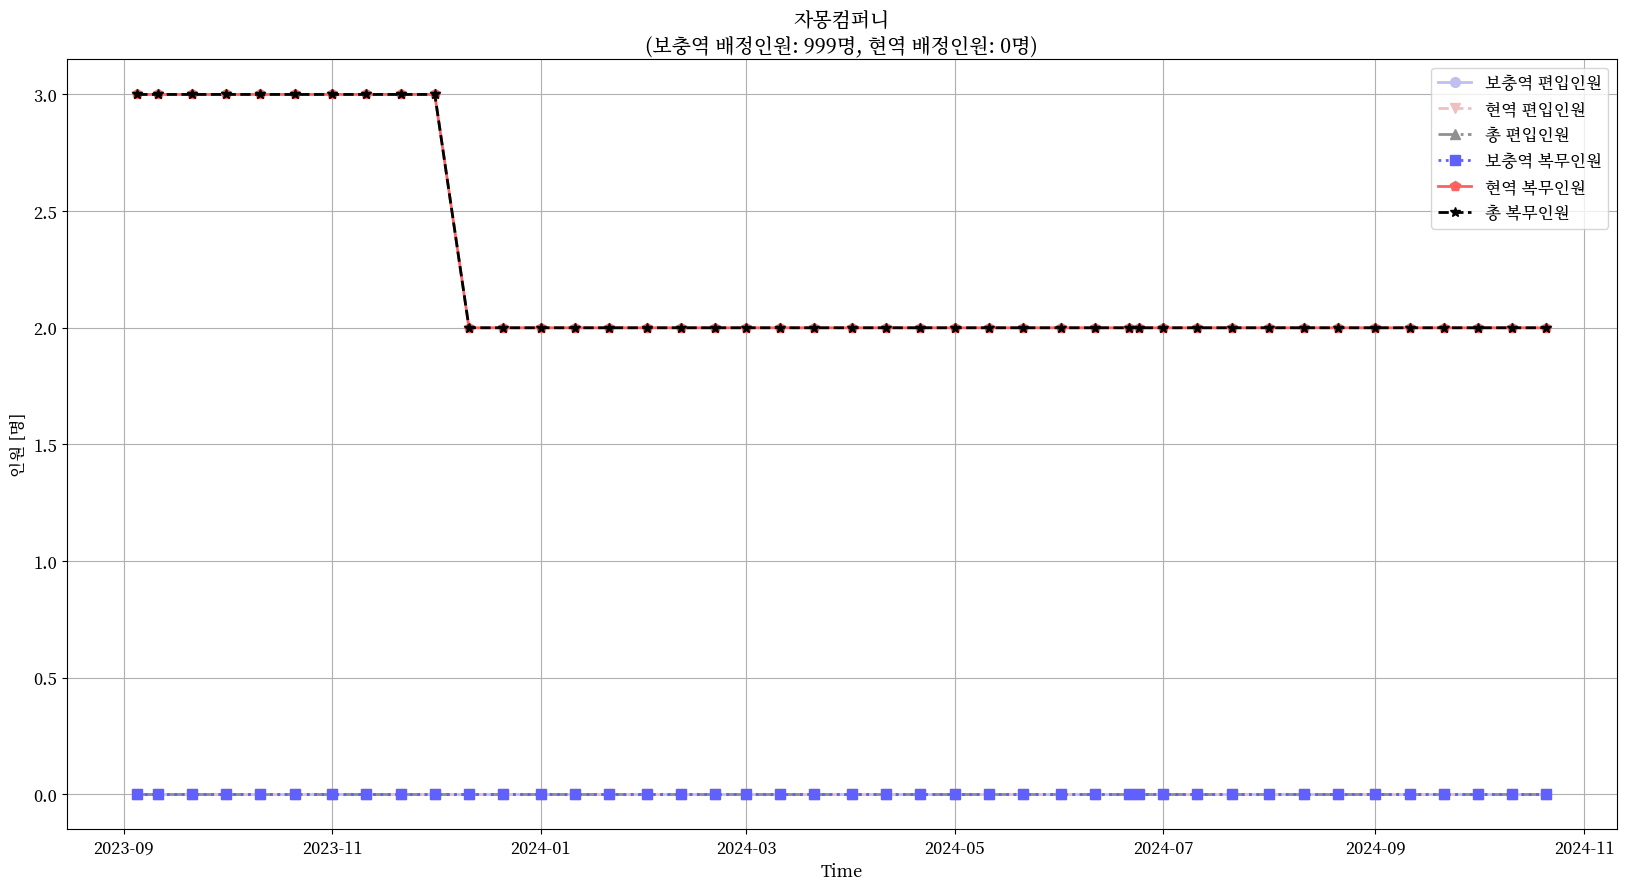 자몽컴퍼니
(보충역 배정인원: 999명, 현역 배정인원: 0명)
보충역 편입인원
현역 편입인원
총 편입인원
보충역 복무인원
현역 복무인원
총 복무인원
인원 [명]
3.0
2.5
2.0
1.5
1.0
0.5
0.0
2023-09
2023-11
2024-01
2024-03
2024-05
2024-07
2024-09
2024-11
Time